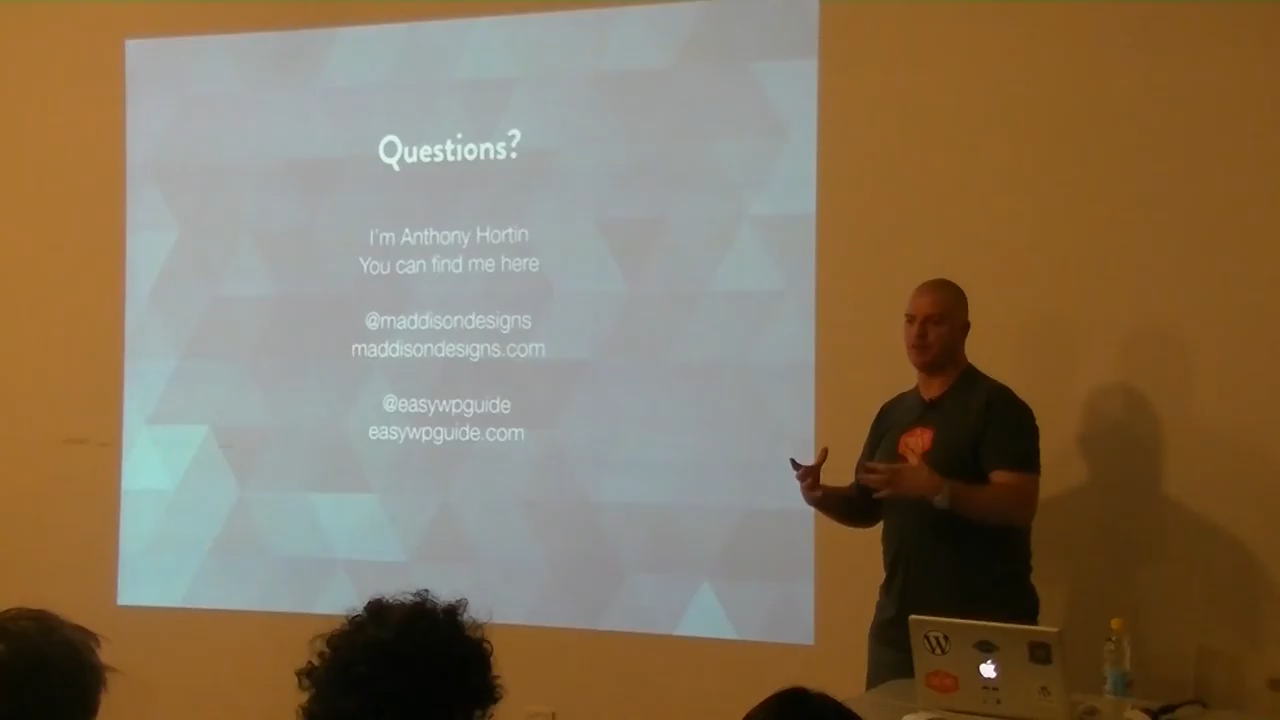 Questions?
I'm Anthony Hortin
You can find me here
@maddisondesigns
maddisondesigns.com
@easywpguide
easywpguide.com